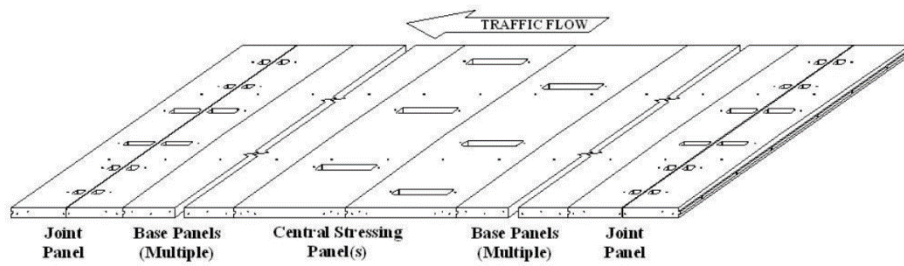 TRAFFIC FLOW
Joint Panel
Base Panels (Multiple)
Central Stressing Panel(s)
Base Panels (Multiple)
Joint Panel